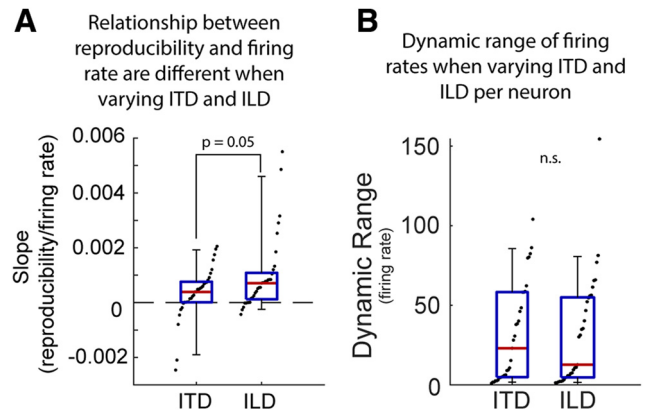 A
Relationship between
reproducibility and firing
rate are different when
varying ITD and ILD
0.006
0.004
0.002
0
-0.002
Slope
(reproducibility/firing rate)
p = 0.05
ITD
ILD
B
Dynamic range of firing
rates when varying ITD and
ILD per neuron
150
100
50
0
Dynamic Range
(firing rate)
n.s.
ITD
ILD